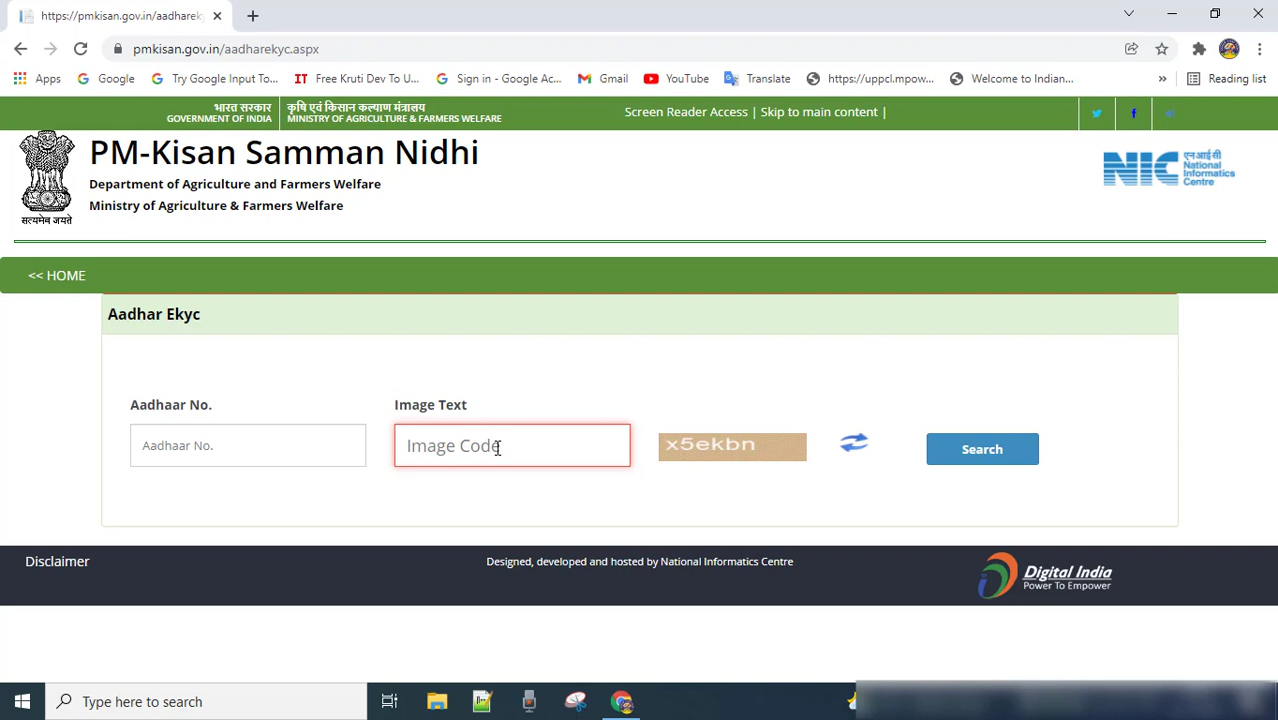 https://pmkisan.gov.in/aadharek
pmkisan.gov.in/aadharekyc.aspx
Apps Google Try Google Input To... IT Free Kruti Dev To U... Sign in - Google Ac... Gmail YouTube Translate https://uppcl.mpow... Welcome to Indian... » Reading list
भारत सरकार कृषि एवं किसान कल्याण मंत्रालय
GOVERNMENT OF INDIA MINISTRY OF AGRICULTURE & FARMERS WELFARE
Screen Reader Access | Skip to main content |
PM-Kisan Samman Nidhi
Department of Agriculture and Farmers Welfare
Ministry of Agriculture & Farmers Welfare
सत्यमेव जयते
NIC एन आई सी
National
Informatics
Centre
<< HOME
Aadhar Ekyc
Aadhaar No. Image Text
Aadhaar No. Image Code x5ekbn Search
Disclaimer Designed, developed and hosted by National Informatics Centre
Digital India
Power To Empower
Type here to search